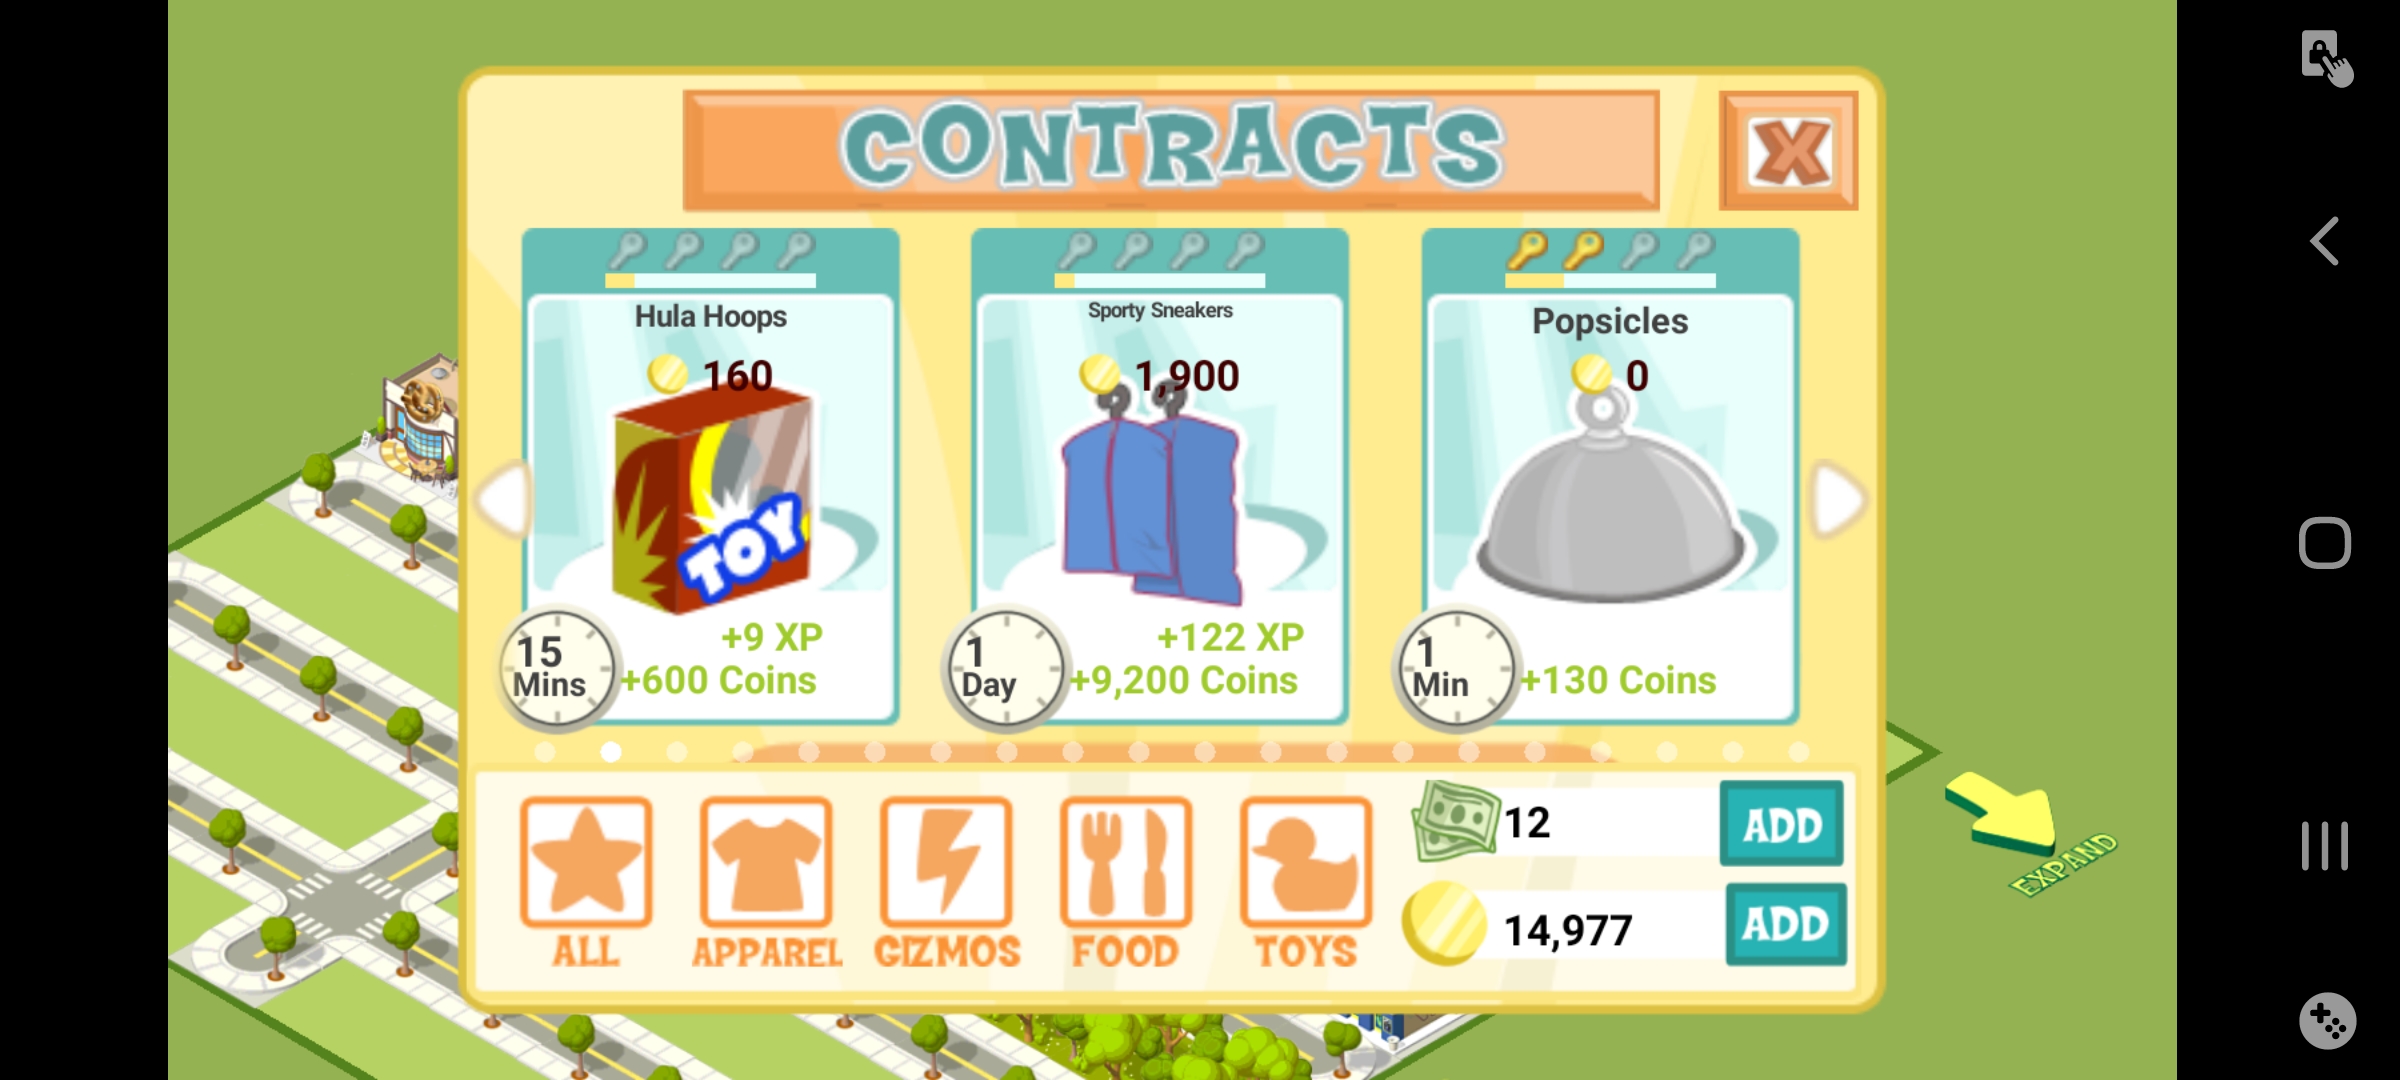 CONTRACTS
X
Hula Hoops
160
TOY
15
Mins
+9 XP
+600 Coins
Sporty Sneakers
1,900
1
Day
+122 XP
+9,200 Coins
Popsicles
0
1
Min
+130 Coins
ALL
APPAREL
GIZMOS
FOOD
TOYS
12
ADD
14,977
ADD
EXPAND